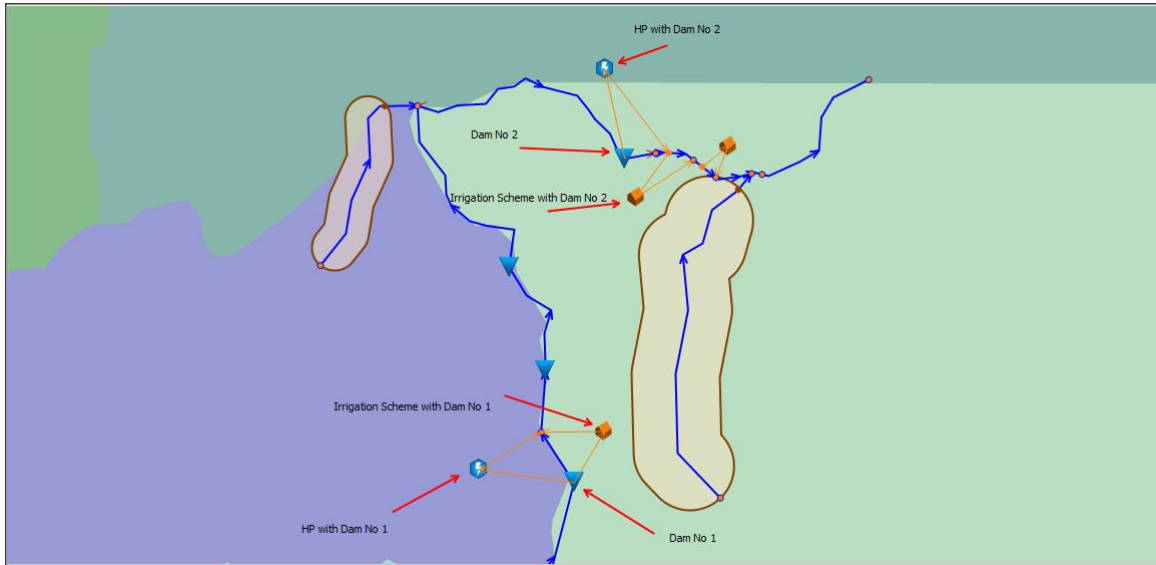 HP with Dam No 2
Dam No 2
Irrigation Scheme with Dam No 2
Irrigation Scheme with Dam No 1
HP with Dam No 1
Dam No 1